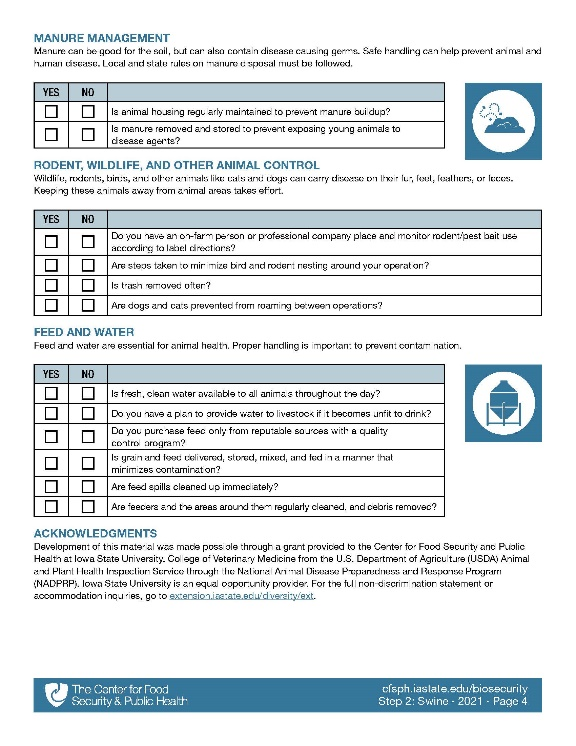 MANURE MANAGEMENT
Manure can be good for the soil, but can also contain disease causing germs. Safe handling can help prevent animal and
human disease. Local and state rules on manure disposal must be followed.
YES NO
Is animal housing regularly maintained to prevent manure buildup?
Is manure removed and stored to prevent exposing young animals to
disease agents?
RODENT, WILDLIFE, AND OTHER ANIMAL CONTROL
Wildlife, rodents, birds, and other animals like cats and dogs can carry disease on their fur, feet, feathers, or feces.
Keeping these animals away from animal areas takes effort.
YES NO
Do you have an on-farm person or professional company place and monitor rodent/pest bait use
according to label directions?
Are steps taken to minimize bird and rodent nesting around your operation?
Is trash removed often?
Are dogs and cats prevented from roaming between operations?
FEED AND WATER
Feed and water are essential for animal health. Proper handling is important to prevent contamination.
YES NO
Is fresh, clean water available to all animals throughout the day?
Do you have a plan to provide water to livestock if it becomes unfit to drink?
Do you purchase feed only from reputable sources with a quality
control program?
Is grain and feed delivered, stored, mixed, and fed in a manner that
minimizes contamination?
Are feed spills cleaned up immediately?
Are feeders and the areas around them regularly cleaned, and debris removed?
ACKNOWLEDGMENTS
Development of this material was made possible through a grant provided to the Center for Food Security and Public
Health at Iowa State University, College of Veterinary Medicine from the U.S. Department of Agriculture (USDA) Animal
and Plant Health Inspection Service through the National Animal Disease Preparedness and Response Program
(NADPRP). Iowa State University is an equal opportunity provider. For the full non-discrimination statement or
accommodation inquiries, go to extension.iastate.edu/diversity/ext.
The Center for Food
Security & Public Health
cfsph.iastate.edu/biosecurity
Step 2: Swine - 2021 - Page 4